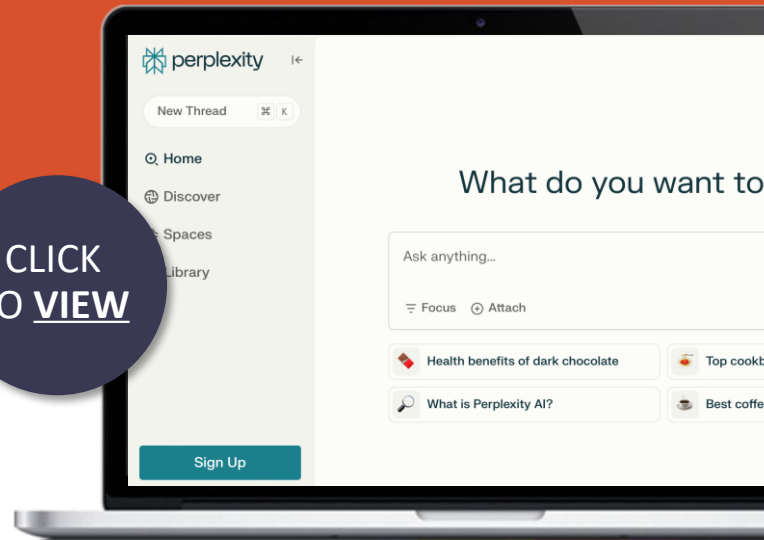 perplexity
New Thread ⌘ K
Home
Discover
Spaces
Library
CLICK
O VIEW
What do you want to
Ask anything...
Focus Attach
Health benefits of dark chocolate
Top cookb
What is Perplexity AI?
Best coffe
Sign Up